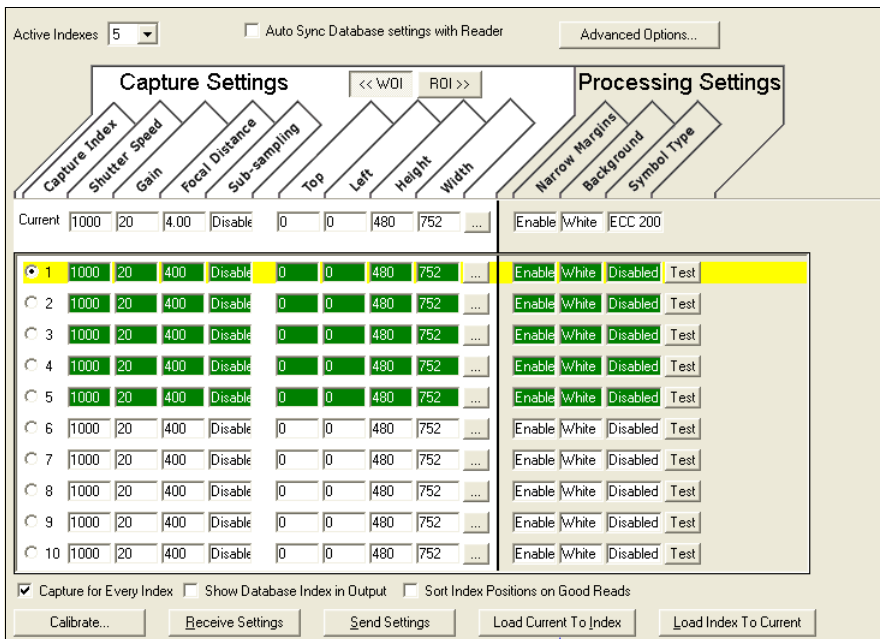 Active Indexes 5 Auto Sync Database settings with Reader Advanced Options...
Capture Settings << WOI ROI >> Processing Settings
Capture Index Shutter Speed Gain Focal Distance Sub-sampling Top Left Height Width Narrow Margins Background Symbol Type
Current 1000 20 4.00 Disable 0 0 480 752 ... Enable White ECC 200
1 1000 20 400 Disable 0 0 480 752 ... Enable White Disabled Test
2 1000 20 400 Disable 0 0 480 752 ... Enable White Disabled Test
3 1000 20 400 Disable 0 0 480 752 ... Enable White Disabled Test
4 1000 20 400 Disable 0 0 480 752 ... Enable White Disabled Test
5 1000 20 400 Disable 0 0 480 752 ... Enable White Disabled Test
6 1000 20 400 Disable 0 0 480 752 ... Enable White Disabled Test
7 1000 20 400 Disable 0 0 480 752 ... Enable White Disabled Test
8 1000 20 400 Disable 0 0 480 752 ... Enable White Disabled Test
9 1000 20 400 Disable 0 0 480 752 ... Enable White Disabled Test
10 1000 20 400 Disable 0 0 480 752 ... Enable White Disabled Test
Capture for Every Index Show Database Index in Output Sort Index Positions on Good Reads
Calibrate... Receive Settings Send Settings Load Current To Index Load Index To Current